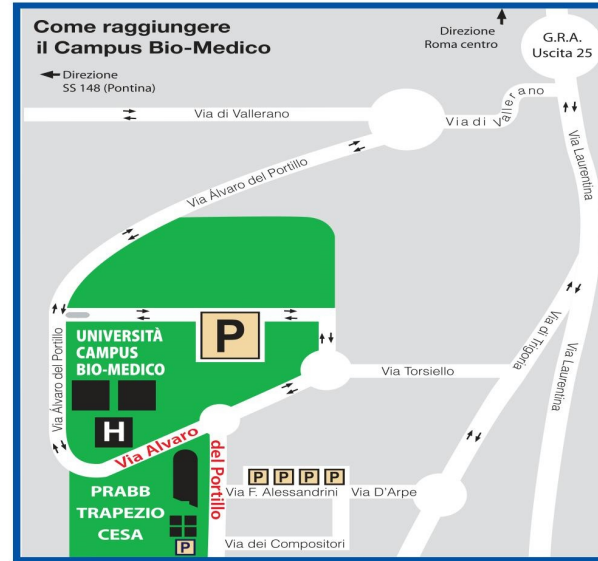 Come raggiungere
il Campus Bio-Medico
Direzione
Roma centro
G.R.A.
Uscita 25
Direzione
SS 148 (Pontina)
Via di Vallerano
Via di Vallerano
Via Laurentina
Via Álvaro del Portillo
P
UNIVERSITÀ
CAMPUS
BIO-MEDICO
Via Álvaro del Portillo
H
Via Torsiello
Via di Trigoria
Via Laurentina
Via Alvaro
del Portillo
PRABB
TRAPEZIO
CESA
P
P P P P
Via F. Alessandrini
Via D'Arpe
Via dei Compositori